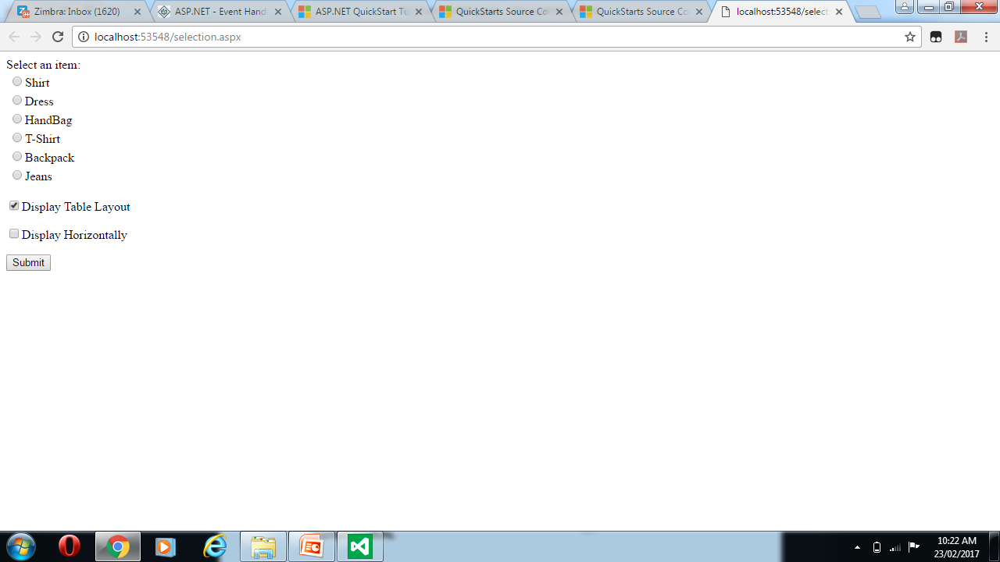 Zimbra: Inbox (1620)
ASP.NET - Event Hand
ASP.NET QuickStart Tu
QuickStarts Source Co
QuickStarts Source Co
localhost:53548/select
localhost:53548/selection.aspx
Select an item:
Shirt
Dress
HandBag
T-Shirt
Backpack
Jeans
Display Table Layout
Display Horizontally
Submit
10:22 AM
23/02/2017